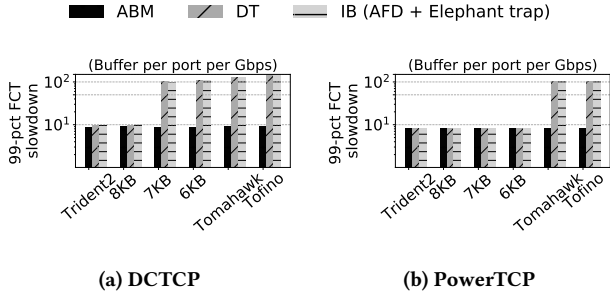 ABM DT IB (AFD + Elephant trap)
(Buffer per port per Gbps)
99-pct FCT
slowdown
10²
10¹
Trident2
8KB
7KB
6KB
Tomahawk
Tofino
(a) DCTCP
(Buffer per port per Gbps)
99-pct FCT
slowdown
10²
10¹
Trident2
8KB
7KB
6KB
Tomahawk
Tofino
(b) PowerTCP